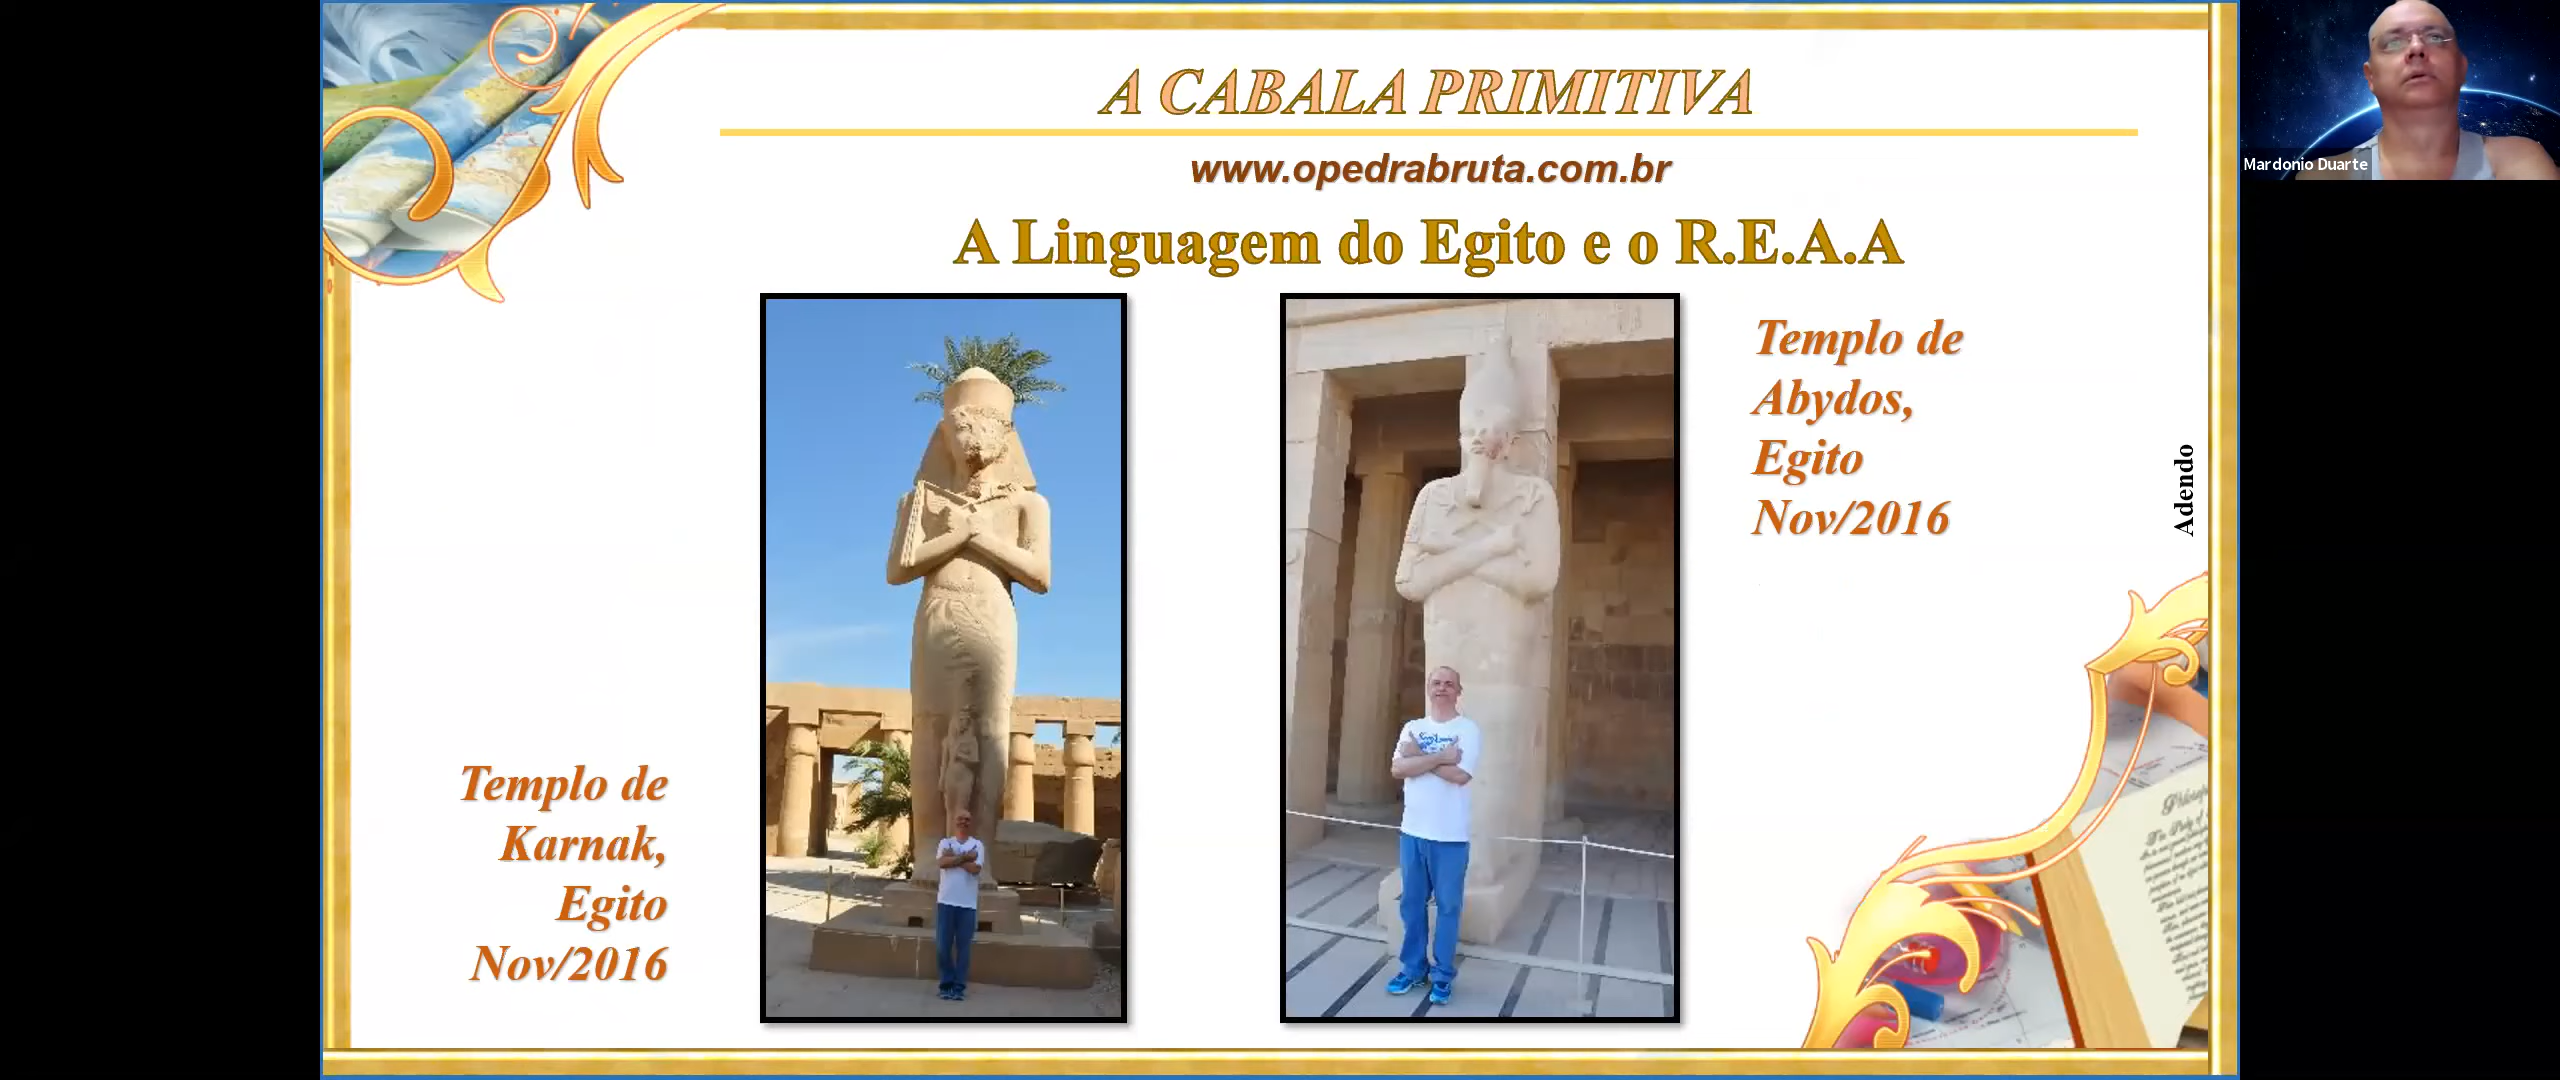 A CABALA PRIMITIVA
www.opedrabruta.com.br
A Linguagem do Egito e o R.E.A.A
Templo de
Abydos,
Egito
Nov/2016
Adendo
Templo de
Karnak,
Egito
Nov/2016
Mardonio Duarte